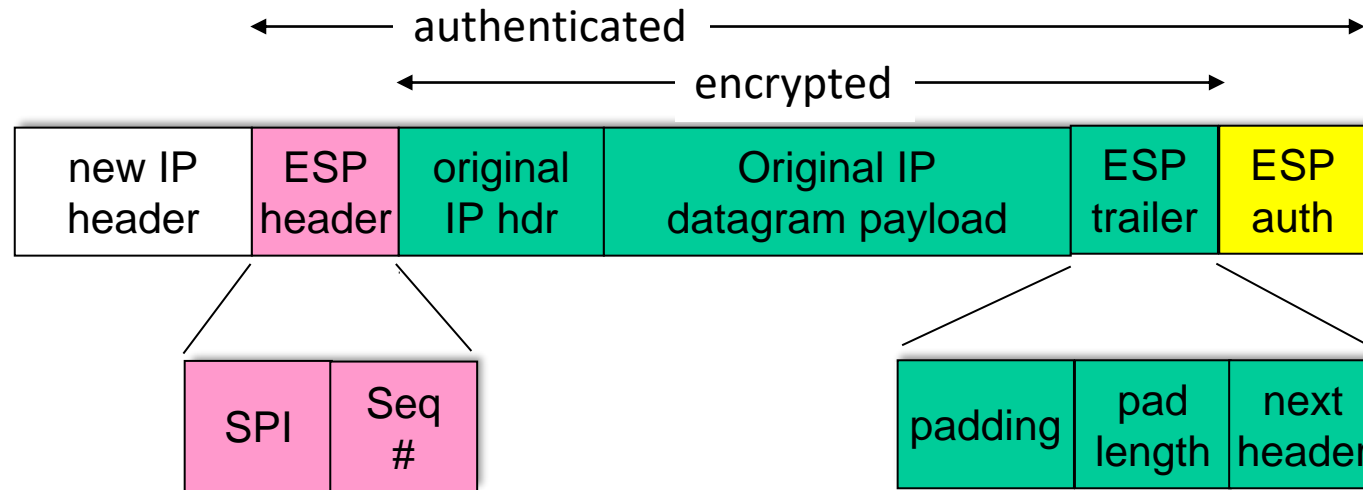 authenticated
encrypted
new IP header
ESP header
original IP hdr
Original IP datagram payload
ESP trailer
ESP auth
SPI
Seq #
padding
pad length
next header